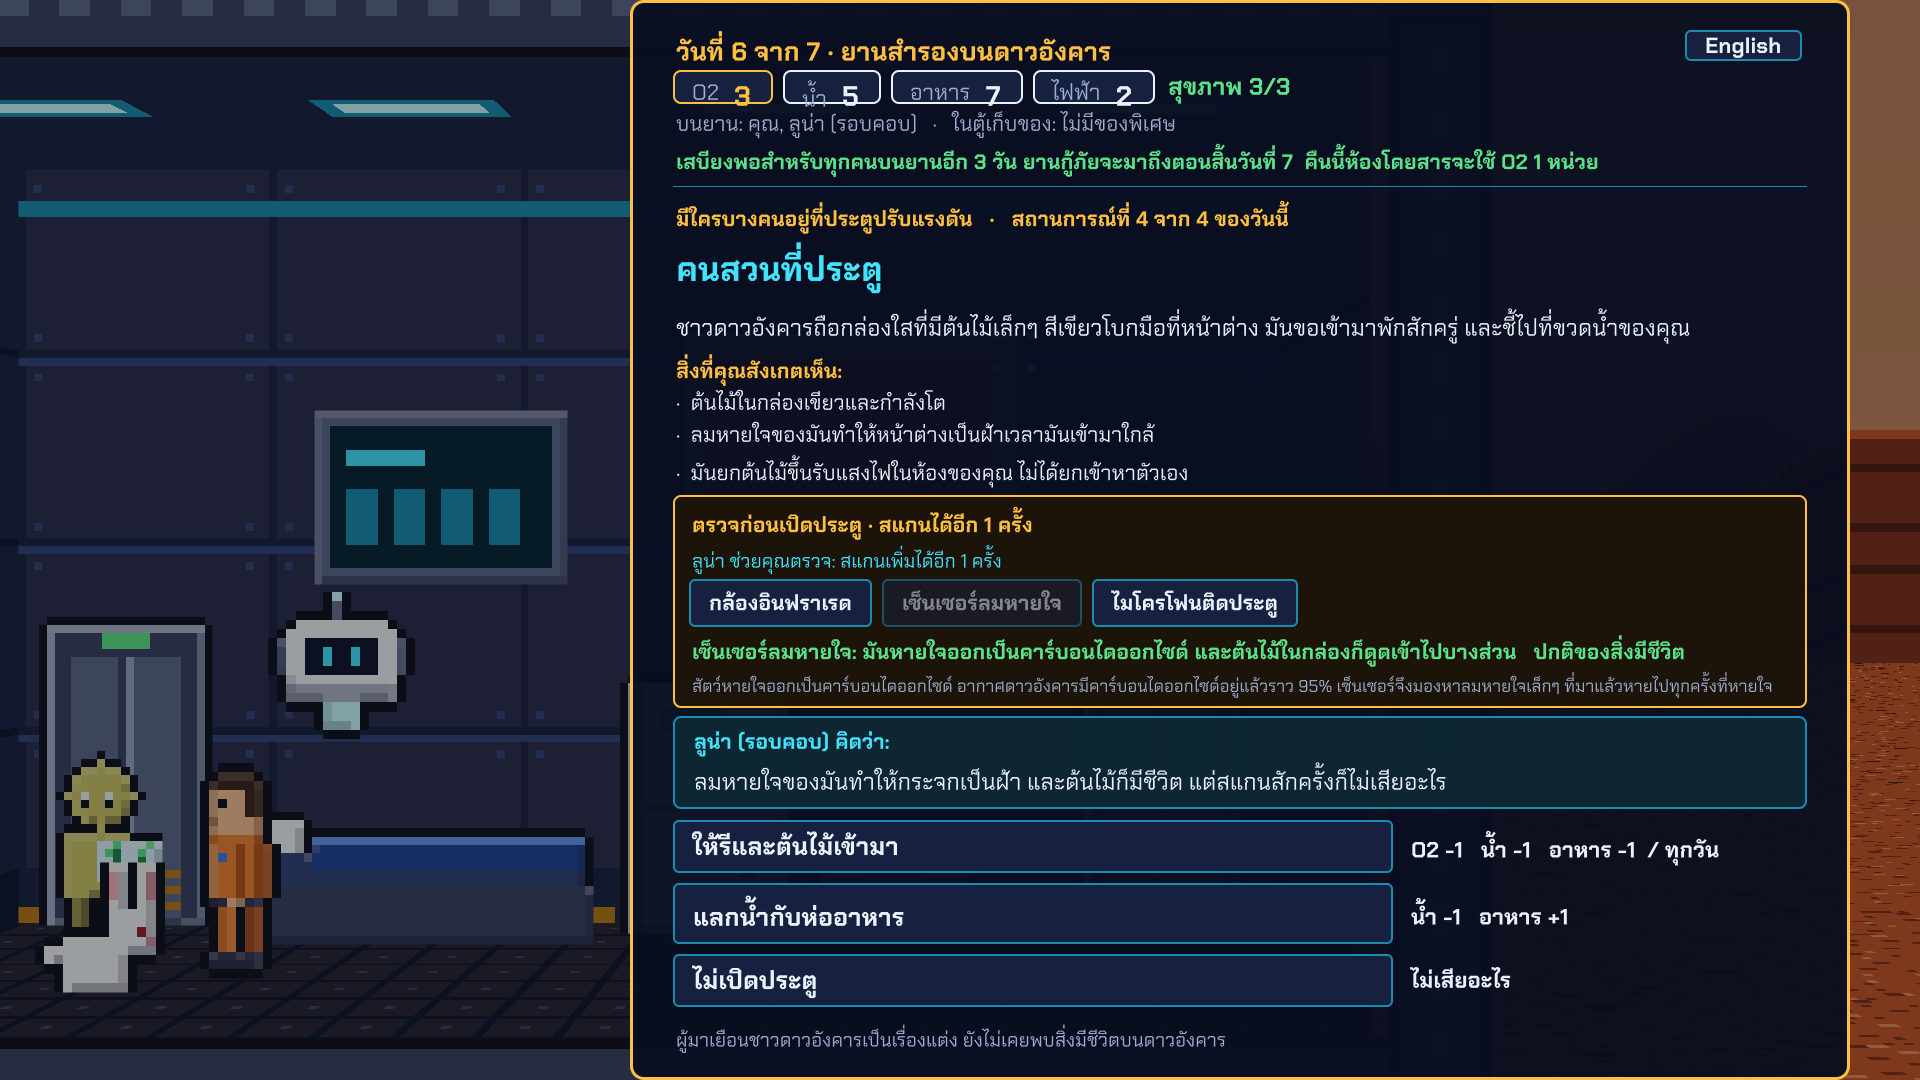 วันที่ 6 จาก 7 · ยานสำรองบนดาวอังคาร
English
O2 3 น้ำ 5 อาหาร 7 ไฟฟ้า 2 สุขภาพ 3/3
บนยาน: คุณ, ลูน่า (รอบคอบ) · ในตู้เก็บของ: ไม่มีของพิเศษ
เสบียงพอสำหรับทุกคนบนยานอีก 3 วัน ยานกู้ภัยจะมาถึงตอนสิ้นวันที่ 7 คืนนี้ห้องโดยสารจะใช้ O2 1 หน่วย
มีใครบางคนอยู่ที่ประตูปรับแรงดัน · สถานการณ์ที่ 4 จาก 4 ของวันนี้
คนสวนที่ประตู
ชาวดาวอังคารถือกล่องใสที่มีต้นไม้เล็กๆ สีเขียวโบกมือที่หน้าต่าง มันขอเข้ามาพักสักครู่ และชี้ไปที่ขวดน้ำของคุณ
สิ่งที่คุณสังเกตเห็น:
· ต้นไม้ในกล่องเขียวและกำลังโต
· ลมหายใจของมันทำให้หน้าต่างเป็นฝ้าเวลามันเข้ามาใกล้
· มันยกต้นไม้ขึ้นรับแสงไฟในห้องของคุณ ไม่ได้ยกเข้าหาตัวเอง
ตรวจก่อนเปิดประตู · สแกนได้อีก 1 ครั้ง
ลูน่า ช่วยคุณตรวจ: สแกนเพิ่มได้อีก 1 ครั้ง
กล้องอินฟราเรด เซ็นเซอร์ลมหายใจ ไมโครโฟนติดประตู
เซ็นเซอร์ลมหายใจ: มันหายใจออกเป็นคาร์บอนไดออกไซด์ และต้นไม้ในกล่องก็ดูดเข้าไปบางส่วน ปกติของสิ่งมีชีวิต
สัตว์หายใจออกเป็นคาร์บอนไดออกไซด์ อากาศดาวอังคารมีคาร์บอนไดออกไซด์อยู่แล้วราว 95% เซ็นเซอร์จึงมองหาลมหายใจเล็กๆ ที่มาแล้วหายไปทุกครั้งที่หายใจ
ลูน่า (รอบคอบ) คิดว่า:
ลมหายใจของมันทำให้กระจกเป็นฝ้า และต้นไม้ก็มีชีวิต แต่สแกนสักครั้งก็ไม่เสียอะไร
ให้รีและต้นไม้เข้ามา O2 -1 น้ำ -1 อาหาร -1 / ทุกวัน
แลกน้ำกับห่ออาหาร น้ำ -1 อาหาร +1
ไม่เปิดประตู ไม่เสียอะไร
ผู้มาเยือนชาวดาวอังคารเป็นเรื่องแต่ง ยังไม่เคยพบสิ่งมีชีวิตบนดาวอังคาร